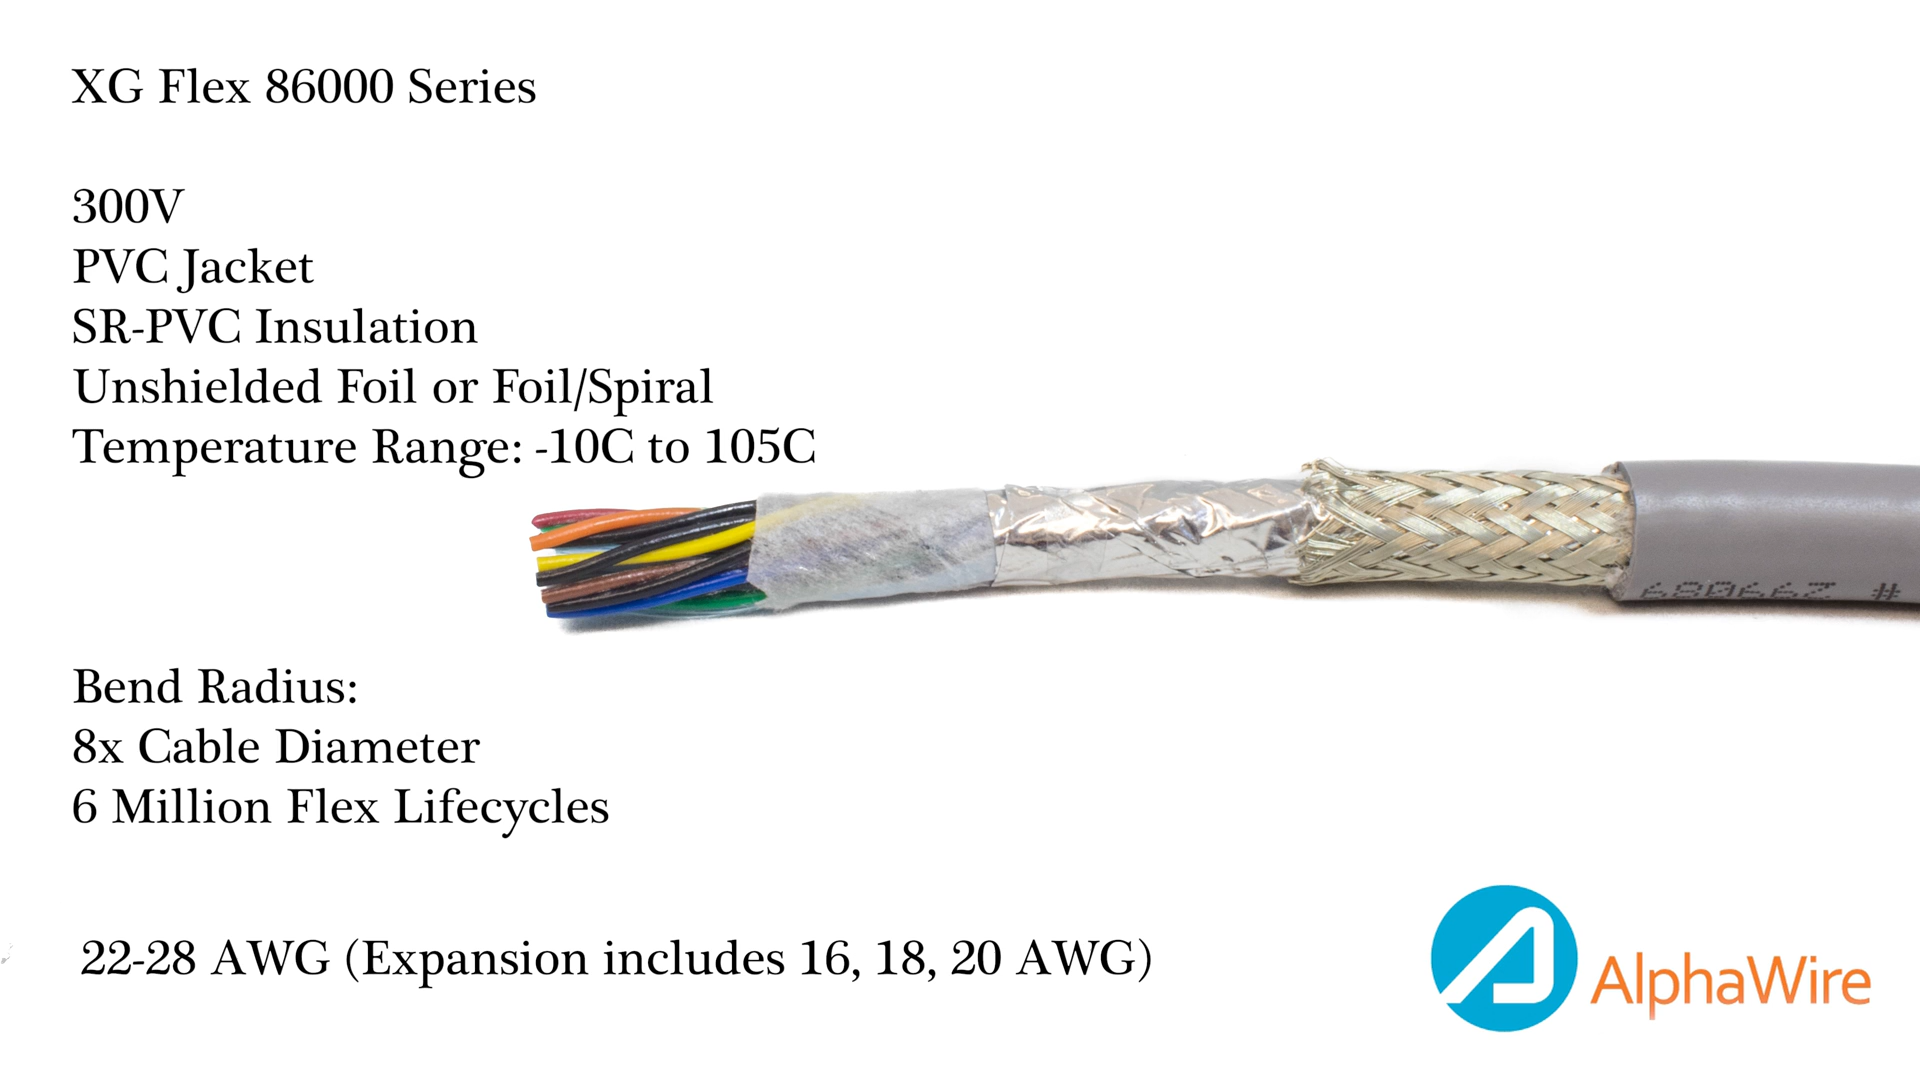 XG Flex 86000 Series
300V
PVC Jacket
SR-PVC Insulation
Unshielded Foil or Foil/Spiral
Temperature Range: -10C to 105C
Bend Radius:
8x Cable Diameter
6 Million Flex Lifecycles
22-28 AWG (Expansion includes 16, 18, 20 AWG)
AlphaWire